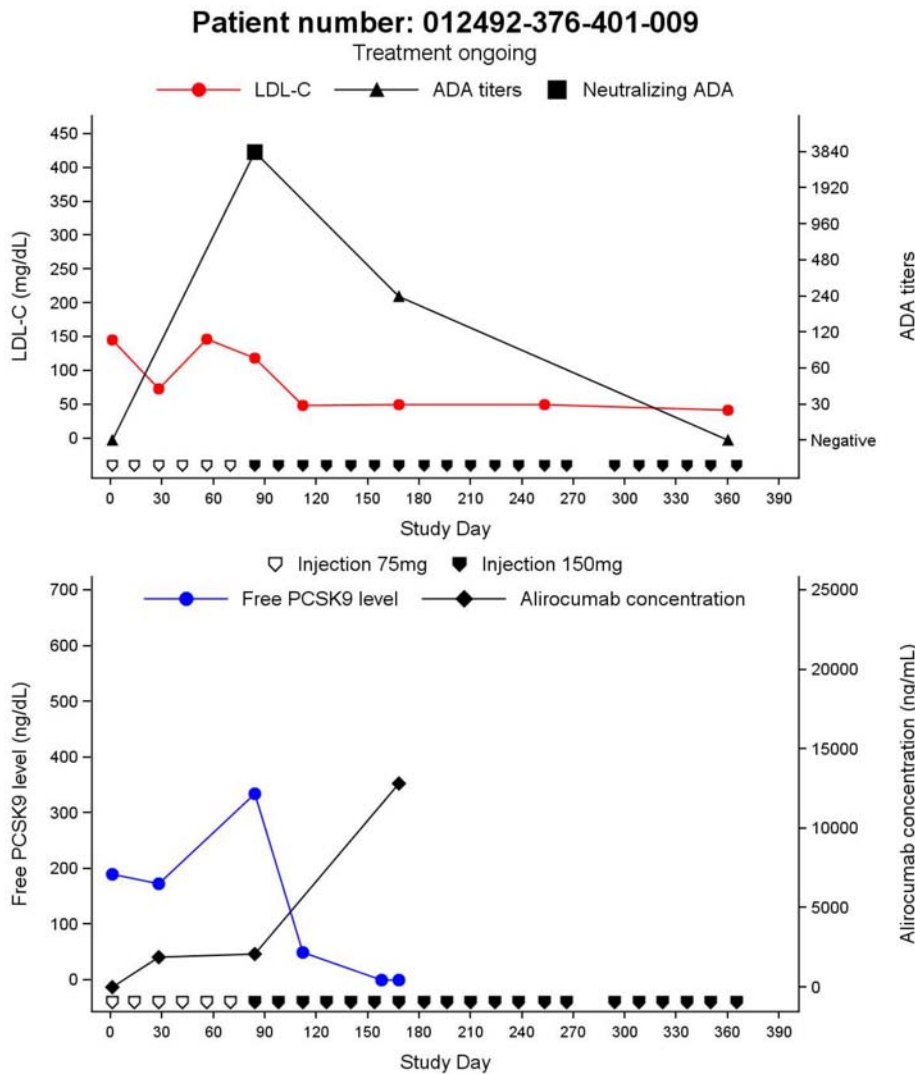 Patient number: 012492-376-401-009
Treatment ongoing
LDL-C ADA titers Neutralizing ADA
LDL-C (mg/dL)
450
400
350
300
250
200
150
100
50
0
3840
1920
960
480
240
120
60
30
Negative
ADA titers
0 30 60 90 120 150 180 210 240 270 300 330 360 390
Study Day
Injection 75mg Injection 150mg
Free PCSK9 level Alirocumab concentration
Free PCSK9 level (ng/dL)
700
600
500
400
300
200
100
0
25000
20000
15000
10000
5000
0
Alirocumab concentration (ng/mL)
0 30 60 90 120 150 180 210 240 270 300 330 360 390
Study Day